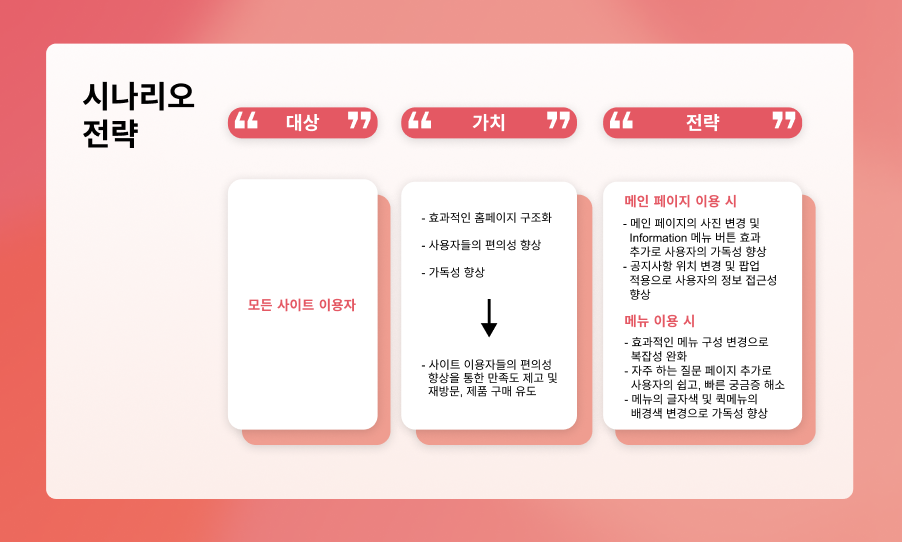 시나리오
전략
❝ 대상 ❞
❝ 가치 ❞
❝ 전략 ❞
모든 사이트 이용자
- 효과적인 홈페이지 구조화
- 사용자들의 편의성 향상
- 가독성 향상
- 사이트 이용자들의 편의성
향상을 통한 만족도 제고 및
재방문, 제품 구매 유도
메인 페이지 이용 시
- 메인 페이지의 사진 변경 및
Information 메뉴 버튼 효과
추가로 사용자의 가독성 향상
- 공지사항 위치 변경 및 팝업
적용으로 사용자의 정보 접근성
향상
메뉴 이용 시
- 효과적인 메뉴 구성 변경으로
복잡성 완화
- 자주 하는 질문 페이지 추가로
사용자의 쉽고, 빠른 궁금증 해소
- 메뉴의 글자색 및 퀵메뉴의
배경색 변경으로 가독성 향상